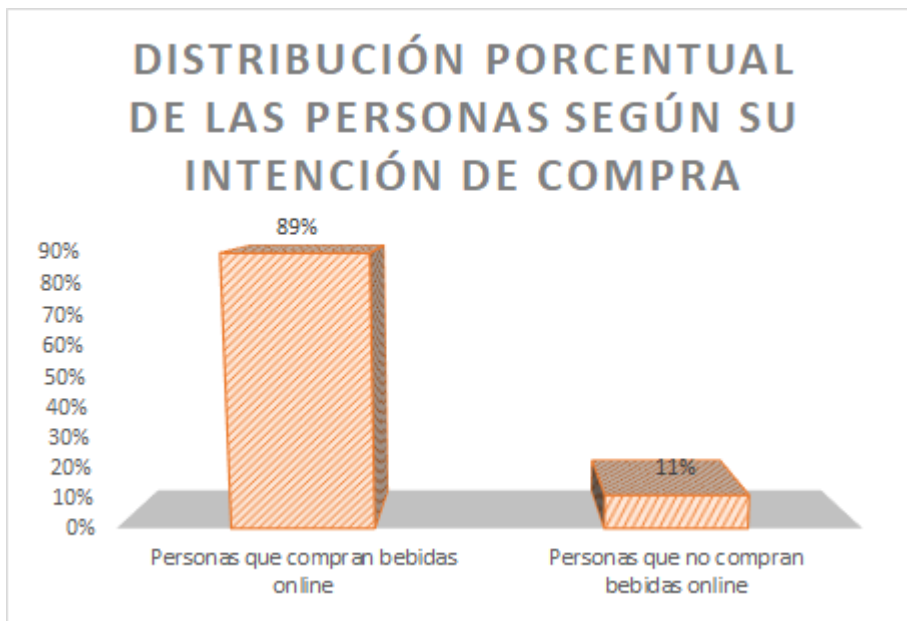 DISTRIBUCIÓN PORCENTUAL
DE LAS PERSONAS SEGÚN SU
INTENCIÓN DE COMPRA
89%
90%
80%
70%
60%
50%
40%
30%
20%
11%
10%
0%
Personas que compran bebidas
online
Personas que no compran
bebidas online